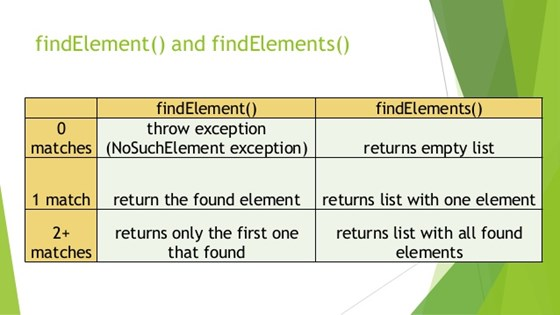 findElement() and findElements()
findElement()
findElements()
0
matches
throw exception
(NoSuchElement exception)
returns empty list
1 match
return the found element
returns list with one element
2+
matches
returns only the first one
that found
returns list with all found
elements